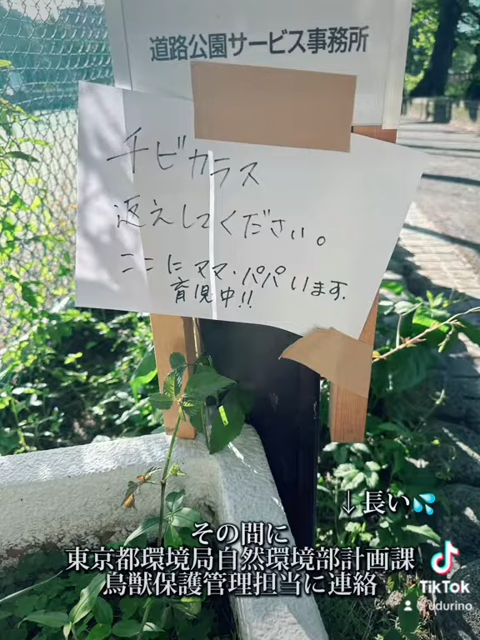 道路公園サービス事務所
チビカラス
返えしてください。
ここにママ・パパいます。
育児中!!
↓長い💦
その間に
東京都環境局自然環境部計画課
鳥獣保護管理担当に連絡
TikTok
@udurino